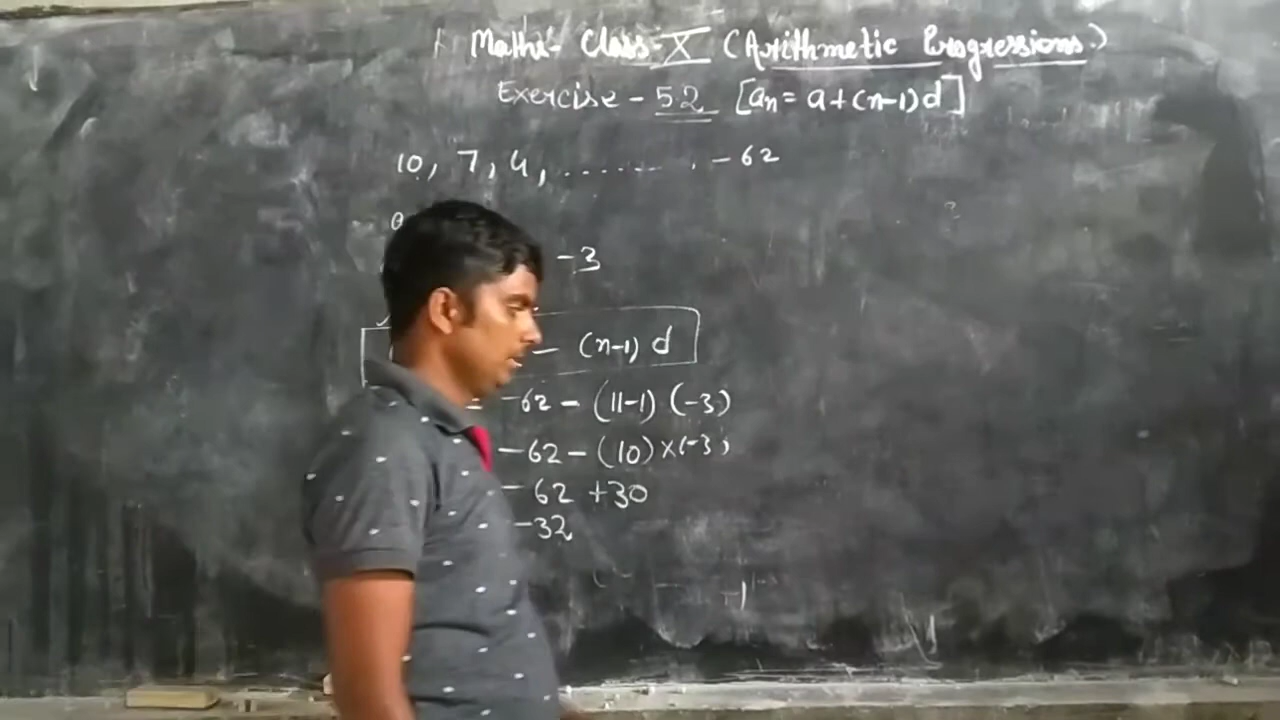 Maths- Class-X (Arithmetic Progressions.)
Exercise - 5.2 [an = a + (n-1) d]
10, 7, 4, ............ -62
-3
- (n-1) d
= -62 - (11-1) (-3)
-62 - (10) x (-3)
-62 +30
-32